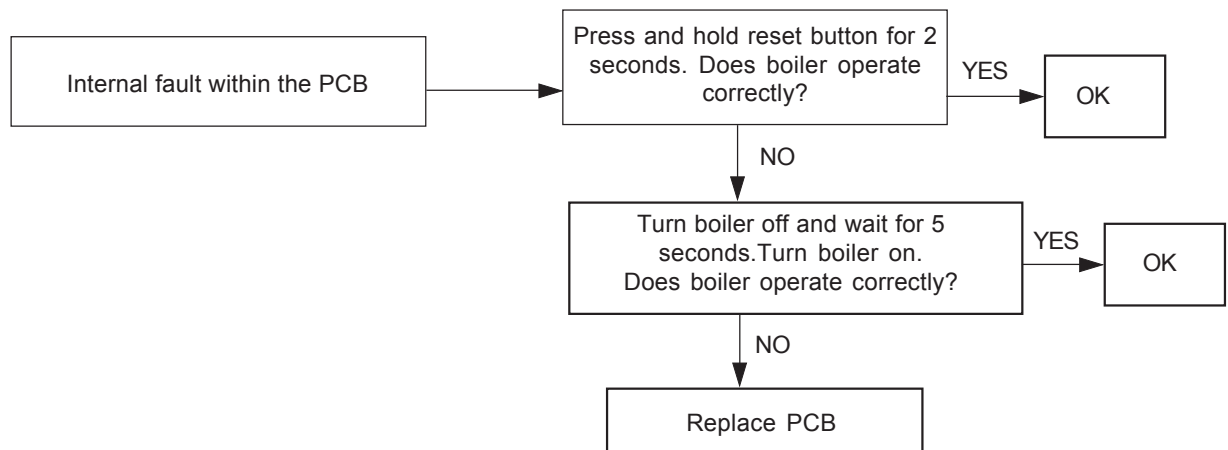 Internal fault within the PCB
Press and hold reset button for 2
seconds. Does boiler operate
correctly?
YES
OK
NO
Turn boiler off and wait for 5
seconds.Turn boiler on.
Does boiler operate correctly?
YES
OK
NO
Replace PCB